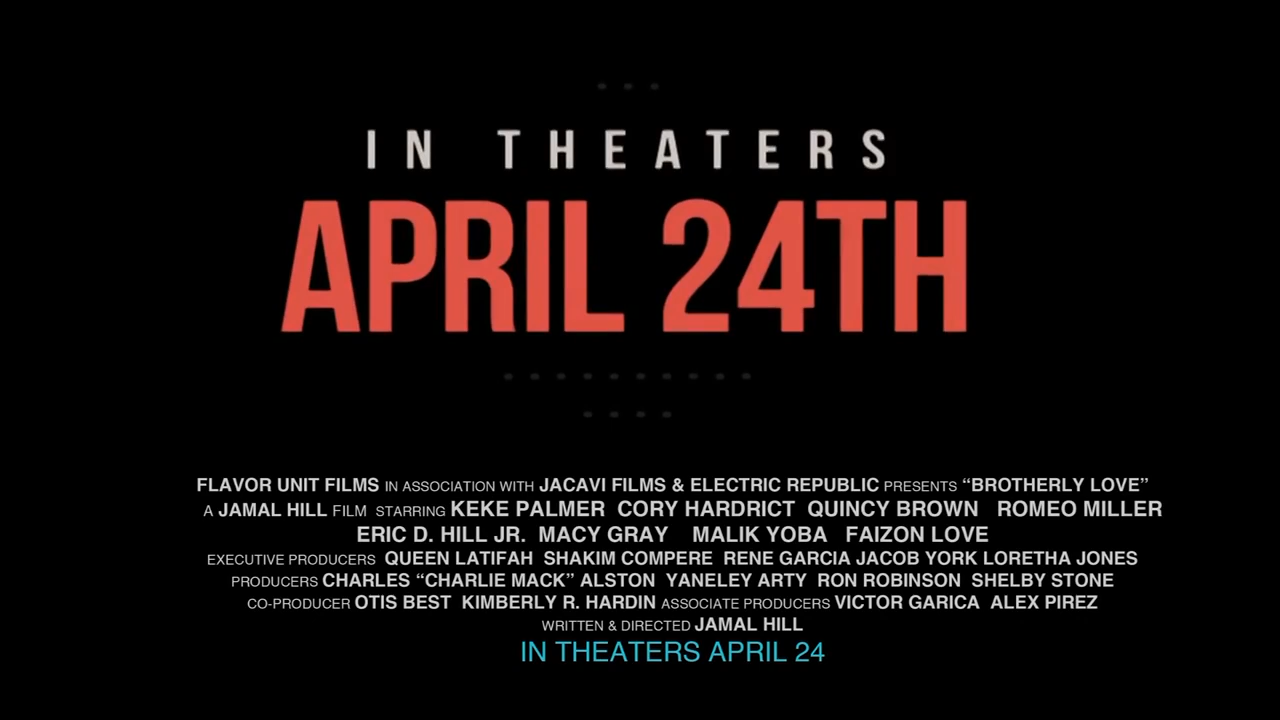 IN THEATERS
APRIL 24TH
FLAVOR UNIT FILMS IN ASSOCIATION WITH JACAVI FILMS & ELECTRIC REPUBLIC PRESENTS “BROTHERLY LOVE”
A JAMAL HILL FILM STARRING KEKE PALMER CORY HARDRICT QUINCY BROWN ROMEO MILLER
ERIC D. HILL JR. MACY GRAY MALIK YOBA FAIZON LOVE
EXECUTIVE PRODUCERS QUEEN LATIFAH SHAKIM COMPERE RENE GARCIA JACOB YORK LORETHA JONES
PRODUCERS CHARLES “CHARLIE MACK” ALSTON YANELEY ARTY RON ROBINSON SHELBY STONE
CO-PRODUCER OTIS BEST KIMBERLY R. HARDIN ASSOCIATE PRODUCERS VICTOR GARICA ALEX PIREZ
WRITTEN & DIRECTED JAMAL HILL
IN THEATERS APRIL 24